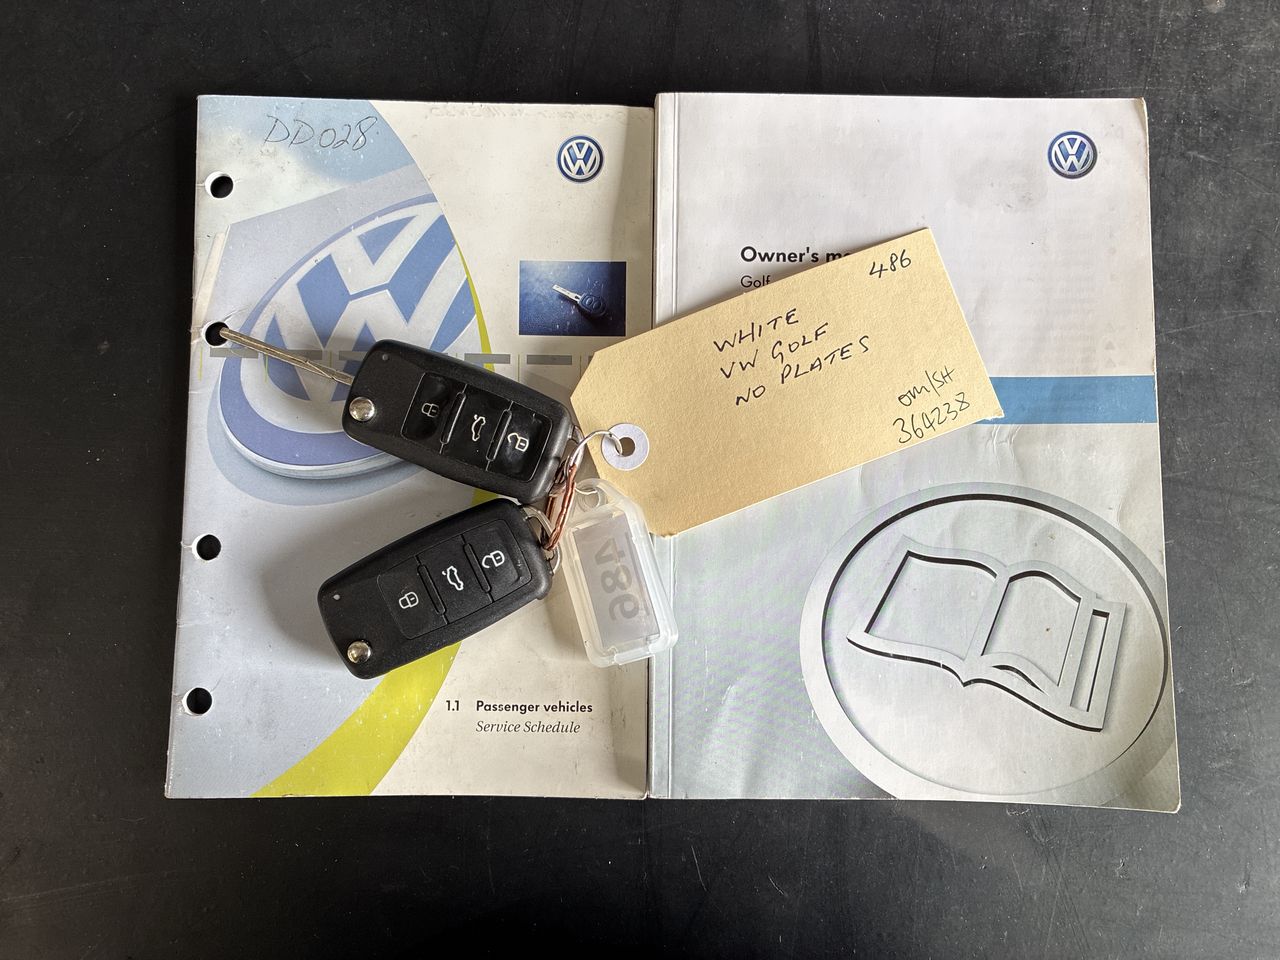 DD028
Owner's m
Golf
486
WHITE
VW GOLF
NO PLATES
om/SH
364238
486
1.1 Passenger vehicles
Service Schedule